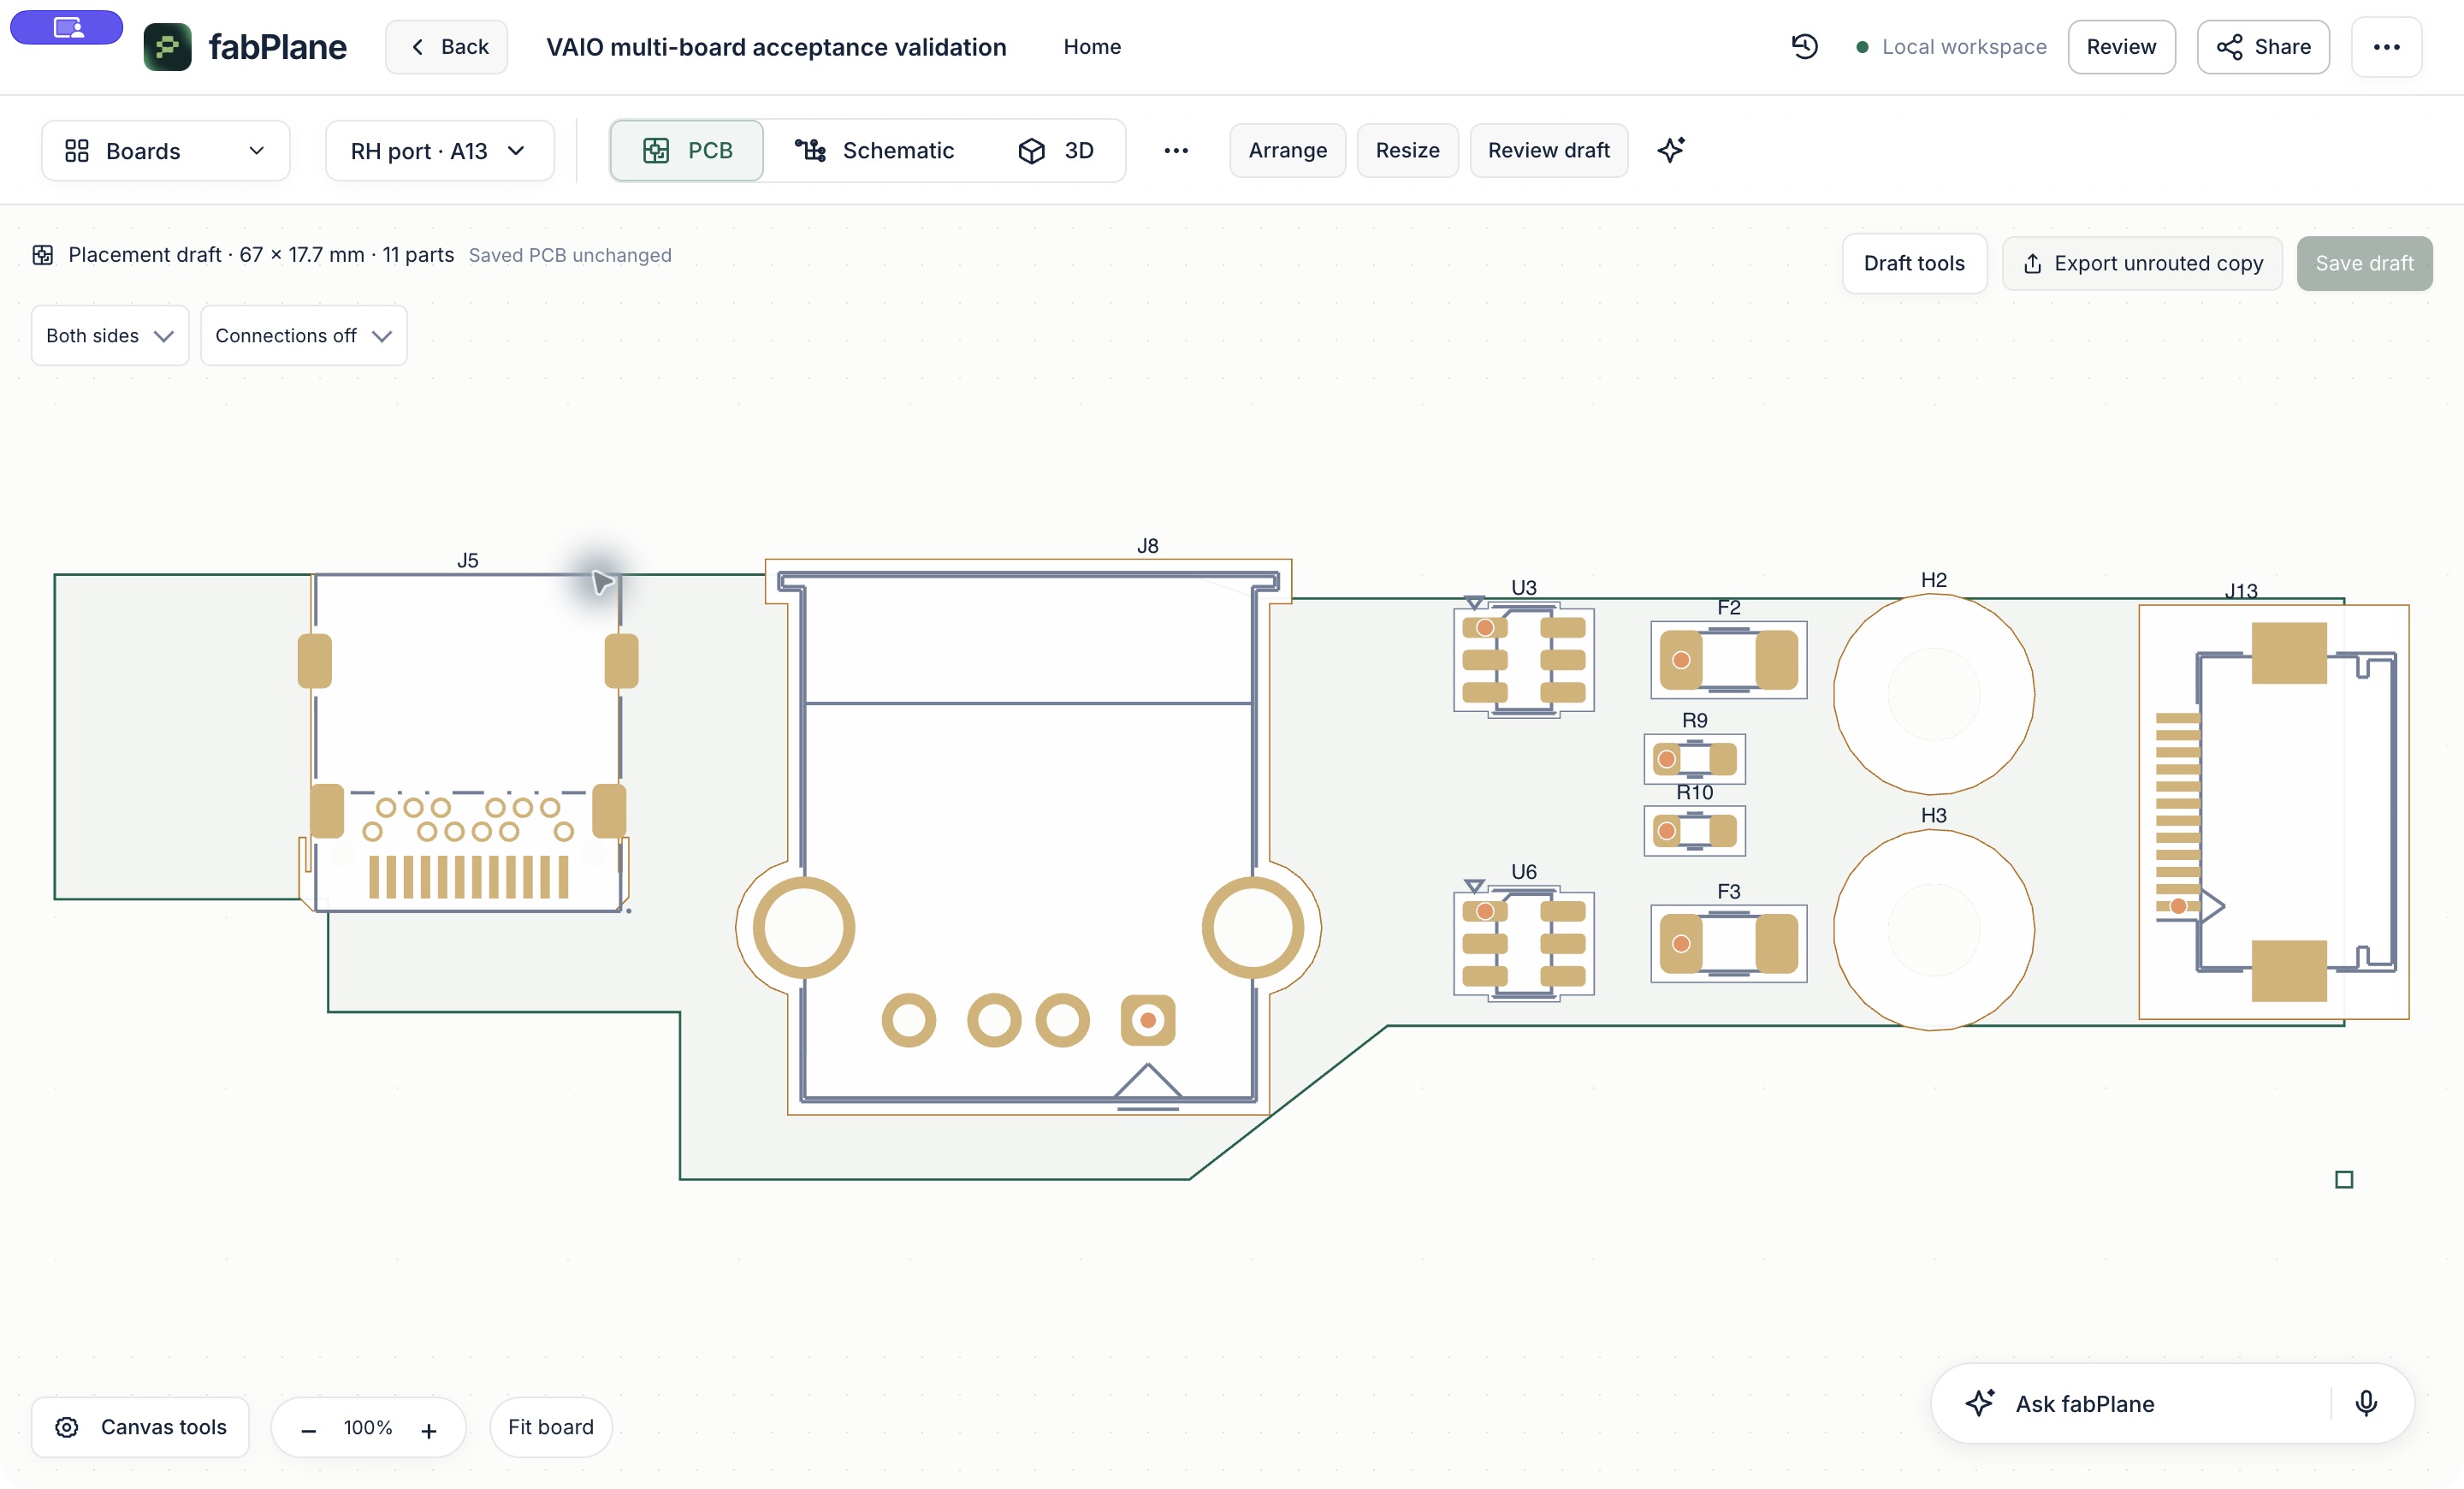 fabPlane
Back
VAIO multi-board acceptance validation
Home
Local workspace
Review
Share
Boards
RH port · A13
PCB
Schematic
3D
Arrange
Resize
Review draft
Placement draft · 67 × 17.7 mm · 11 parts
Saved PCB unchanged
Draft tools
Export unrouted copy
Save draft
Both sides
Connections off
J5
J8
U3
F2
H2
J13
R9
R10
H3
U6
F3
Canvas tools
− 100% +
Fit board
Ask fabPlane